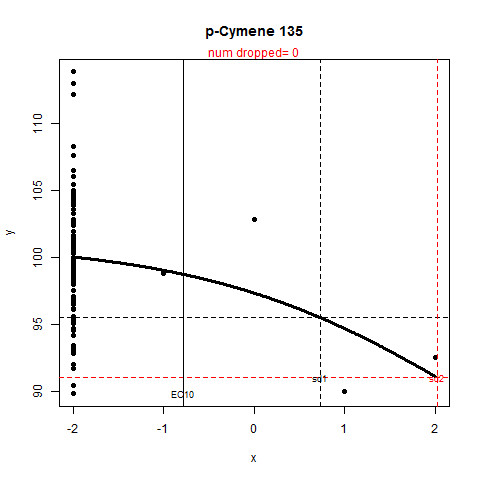 p-Cymene 135
num dropped= 0
y
110
105
100
95
90
sd1
sd2
EC10
-2 -1 0 1 2
x